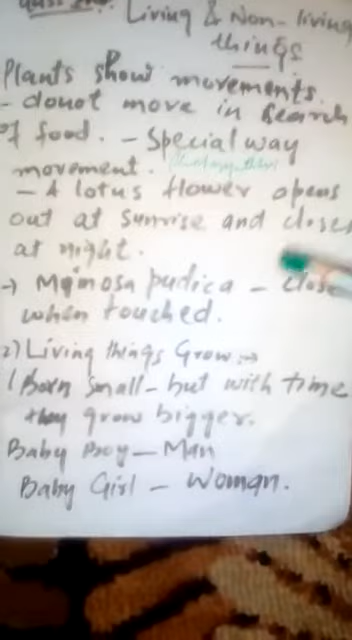 Living & Non-living
things
Plants show movements.
- donot move in search
of food. - Special way
movement.
- A lotus flower opens
out at sunrise and closes
at night.
→ Mimosa pudica - close
when touched.
2) Living things Grow :→
(Born small - but with time
they grow bigger.
Baby Boy - Man
Baby Girl - Woman.